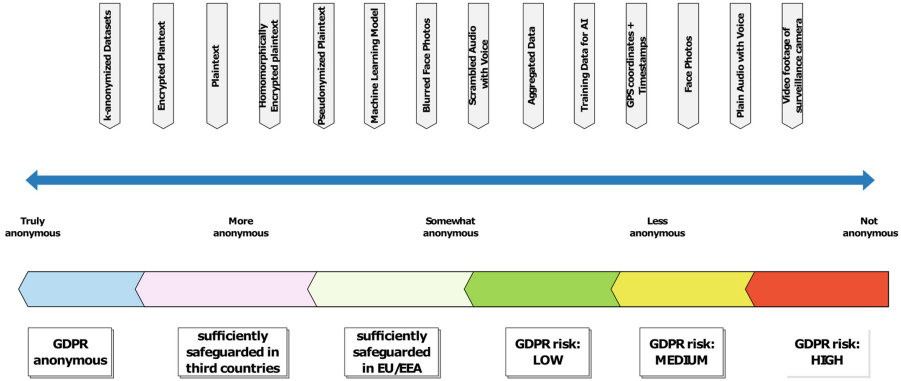 k-anonymized Datasets
Encrypted Plantext
Plaintext
Homomorphically
Encrypted plaintext
Pseudonymized Plaintext
Machine Learning Model
Blurred Face Photos
Scrambled Audio
with Voice
Aggregated Data
Training Data for AI
GPS coordinates +
Timestamps
Face Photos
Plain Audio with Voice
Video footage of
surveillance camera
Truly
anonymous
More
anonymous
Somewhat
anonymous
Less
anonymous
Not
anonymous
GDPR
anonymous
sufficiently
safeguarded in
third countries
sufficiently
safeguarded
in EU/EEA
GDPR risk:
LOW
GDPR risk:
MEDIUM
GDPR risk:
HIGH